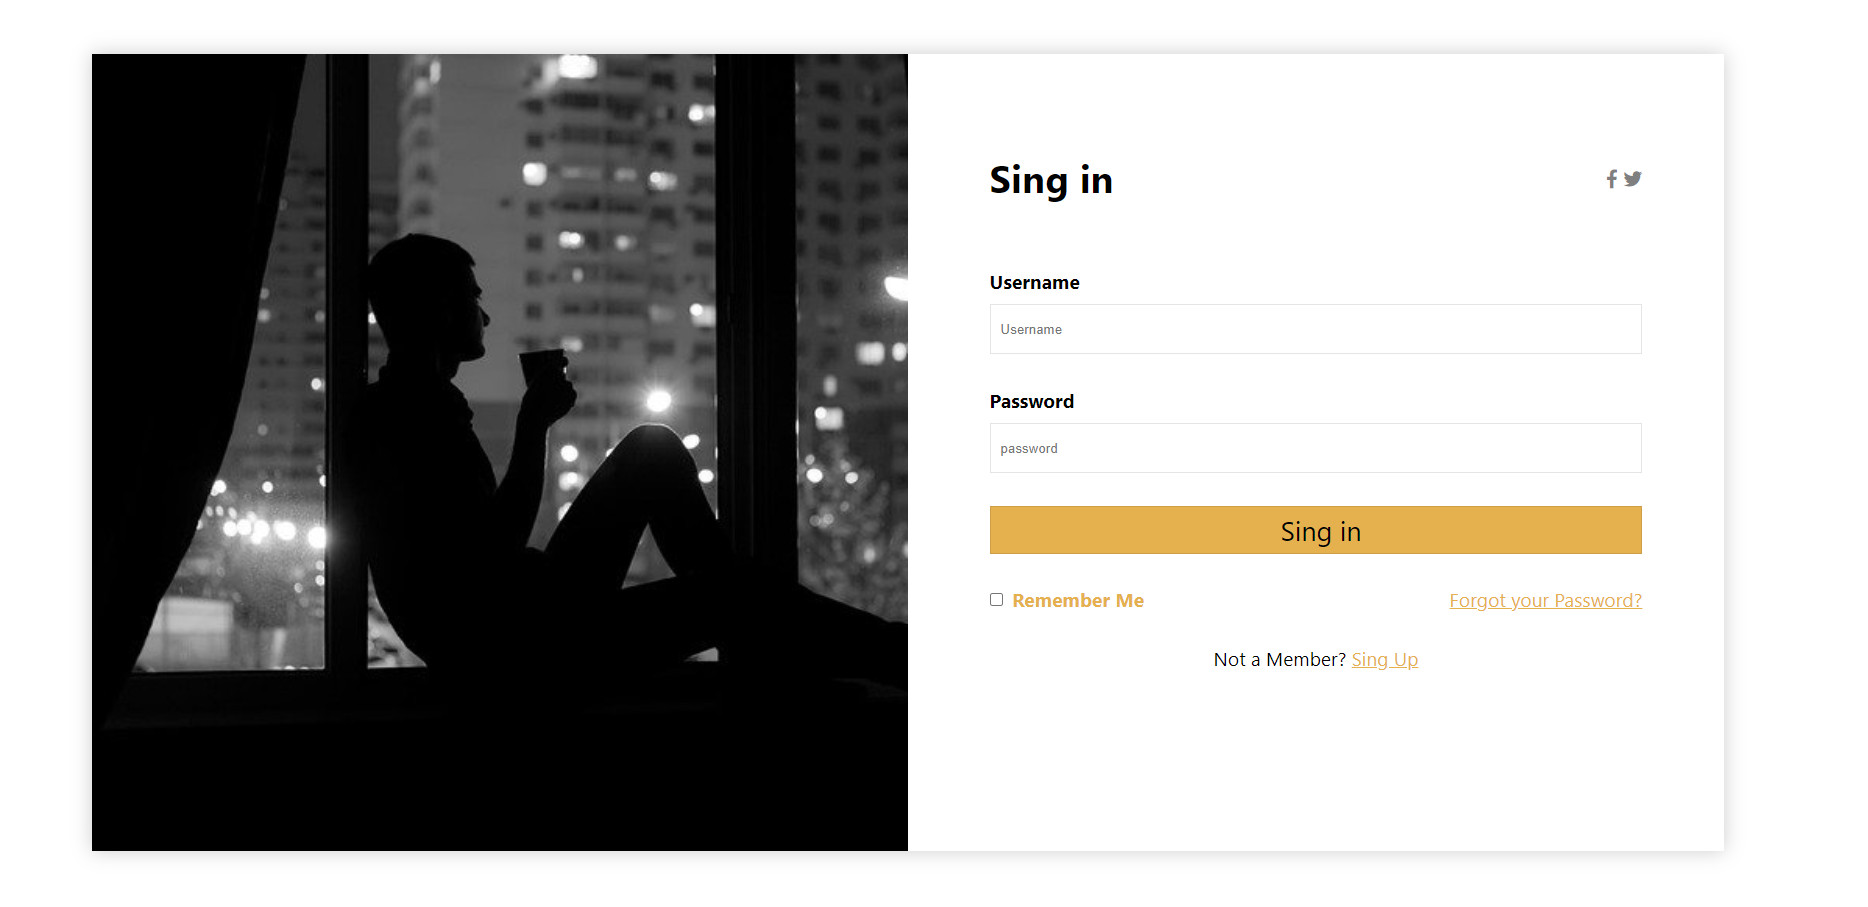 Sing in
Username
Username
Password
password
Sing in
Remember Me
Forgot your Password?
Not a Member? Sing Up